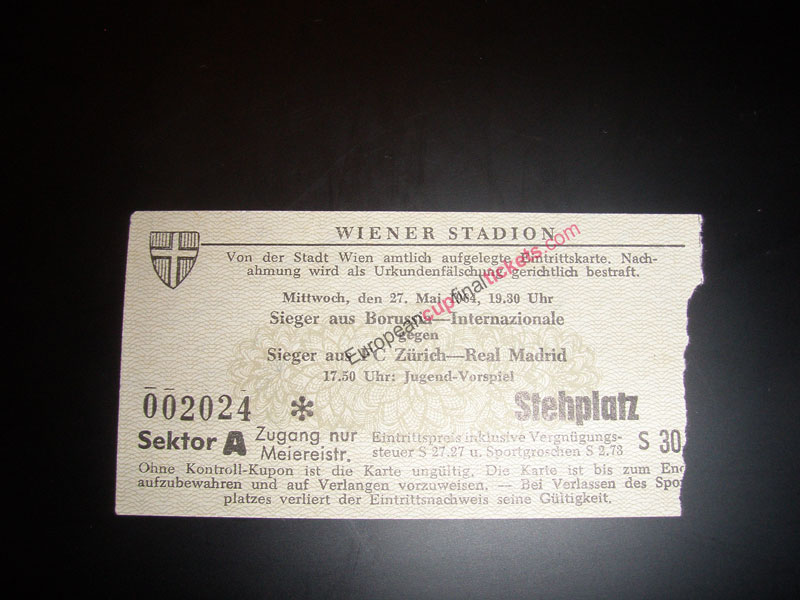 WIENER STADION
Von der Stadt Wien amtlich aufgelegte Eintrittskarte. Nach-
ahmung wird als Urkundenfälschung gerichtlich bestraft.
Mittwoch, den 27. Mai 1964, 19,30 Uhr
Sieger aus Borussia—Internazionale
gegen
Sieger aus FC Zürich—Real Madrid
17.50 Uhr: Jugend-Vorspiel
Europeancupfinaltickets.com
002024 * Stehplatz
Sektor A Zugang nur Meiereistr.
Eintrittspreis inklusive Vergnügungs-
steuer S 27.27 u. Sportgroschen S 2.73
S 30
Ohne Kontroll-Kupon ist die Karte ungültig. Die Karte ist bis zum End
aufzubewahren und auf Verlangen vorzuweisen. — Bei Verlassen des Spor
platzes verliert der Eintrittsnachweis seine Gültigkeit.